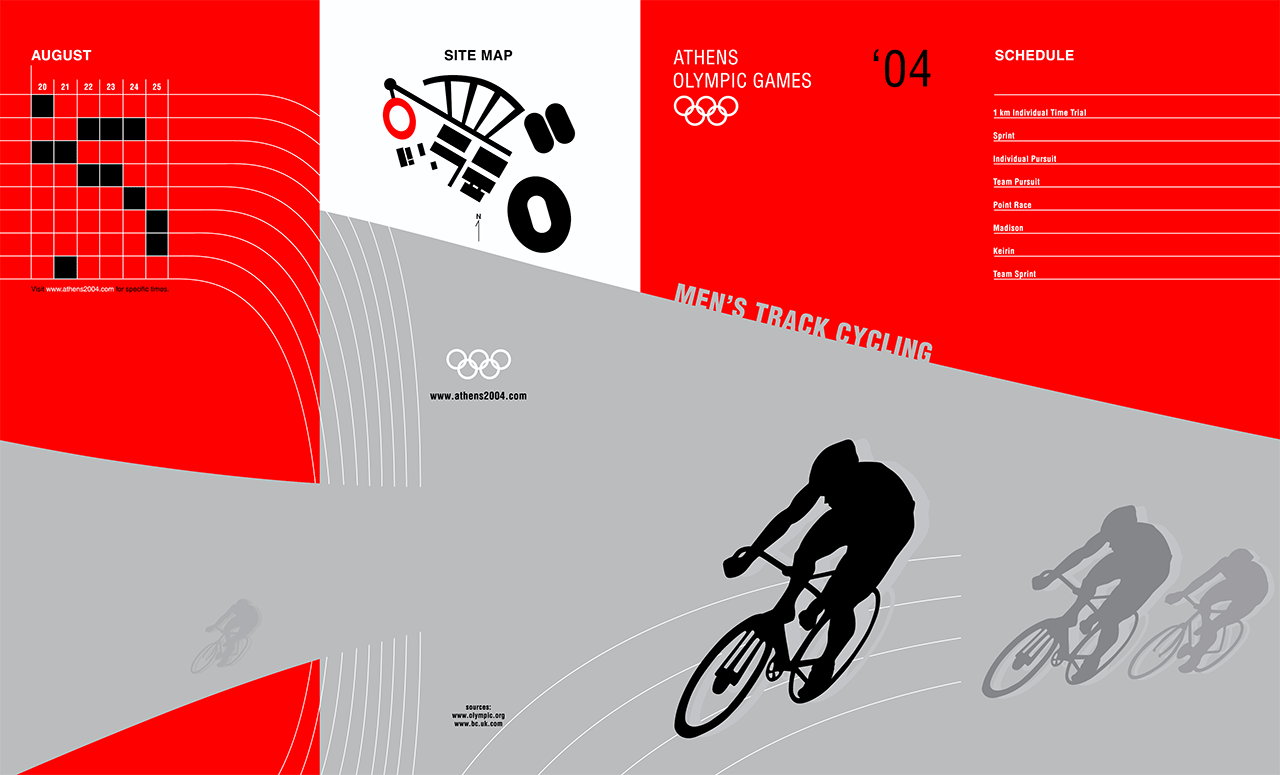 AUGUST
20 21 22 23 24 25
Visit www.athens2004.com for specific times.
SITE MAP
N
www.athens2004.com
sources:
www.olympic.org
www.bc.uk.com
ATHENS
OLYMPIC GAMES
‘04
MEN’S TRACK CYCLING
SCHEDULE
1 km Individual Time Trial
Sprint
Individual Pursuit
Team Pursuit
Point Race
Madison
Keirin
Team Sprint